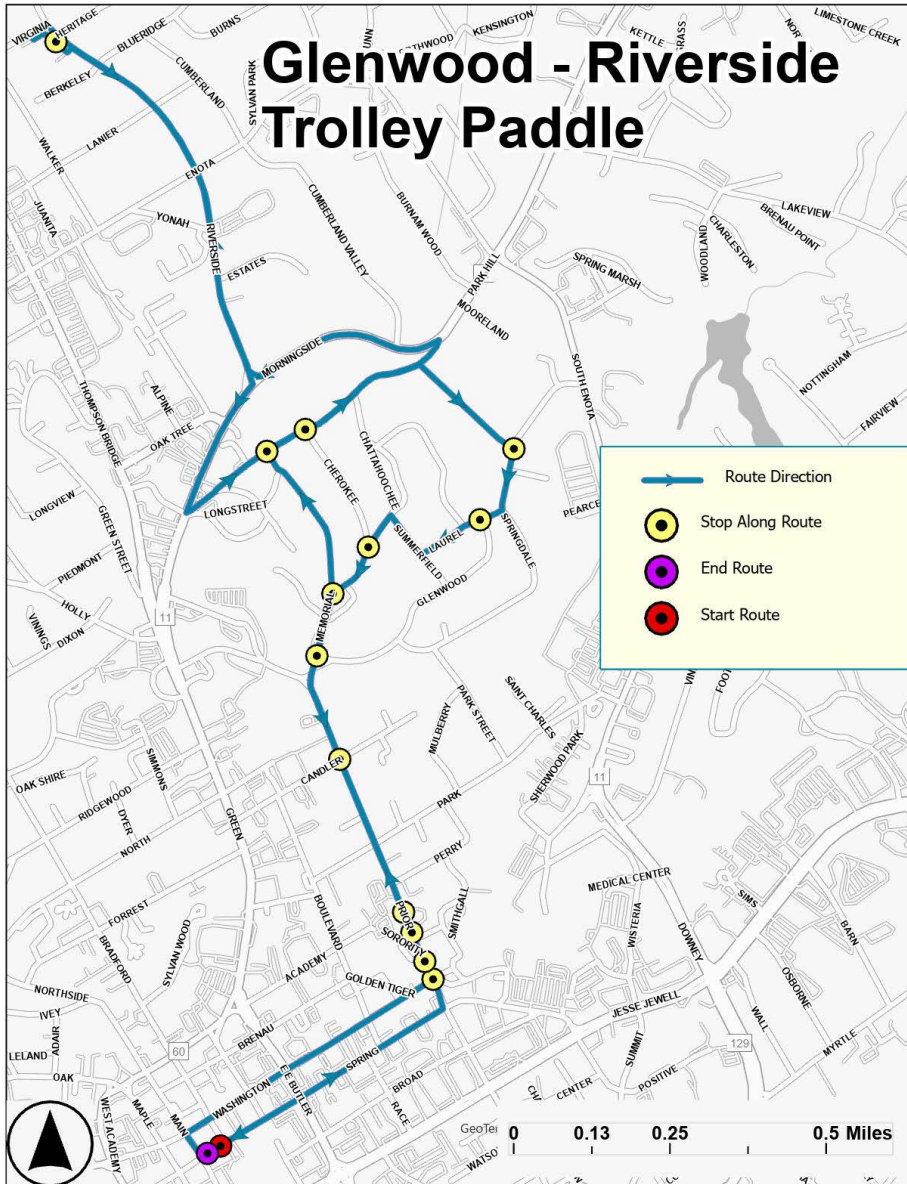 Glenwood - Riverside
Trolley Paddle
VIRGINIA
HERITAGE
BLUERIDGE
BURNS
KENSINGTON
KETTLE
LIMESTONE CREEK
BERKELEY
CUMBERLAND
SYLVAN PARK
LANIER
WALKER
ENOTA
JUANITA
YONAH
RIVERSIDE
ESTATES
CUMBERLAND VALLEY
BURNAM WOOD
PARK HILL
MOORELAND
SPRING MARSH
WOODLAND
CHARLESTON
BRENAU POINT
LAKEVIEW
SOUTH ENOTA
NOTTINGHAM
FAIRVIEW
MORNINGSIDE
THOMPSON BRIDGE
ALPINE
OAK TREE
LONGVIEW
GREEN STREET
LONGSTREET
CHEROKEE
CHATTAHOOCHEE
SUMMERFIELD
LAUREL
SPRINGDALE
PEARCE
PIEDMONT
HOLLY
DIXON
VININGS
11
GLENWOOD
MEMORIAL
Route Direction
Stop Along Route
End Route
Start Route
PARK STREET
MULBERRY
SAINT CHARLES
SHERWOOD PARK
11
OAK SHIRE
RIDGEWOOD
SIMMONS
DYER
NORTH
GREEN
CANDLER
PARK
PERRY
FORREST
BRADFORD
SYLVAN WOOD
BOULEVARD
PRIOR
SORORITY
SMITHGALL
ACADEMY
GOLDEN TIGER
MEDICAL CENTER
WISTERIA
DOWNEY
SIMS
BARN
OSBORNE
WALL
MYRTLE
NORTHSIDE
IVEY
ADAIR
LELAND
OAK
60
BRENAU
E E BUTLER
SPRING
WASHINGTON
BROAD
RACE
JESSE JEWELL
SUMMIT
POSITIVE
CENTER
129
WEST ACADEMY
MAPLE
MAIN
GeoTer
0 0.13 0.25 0.5 Miles